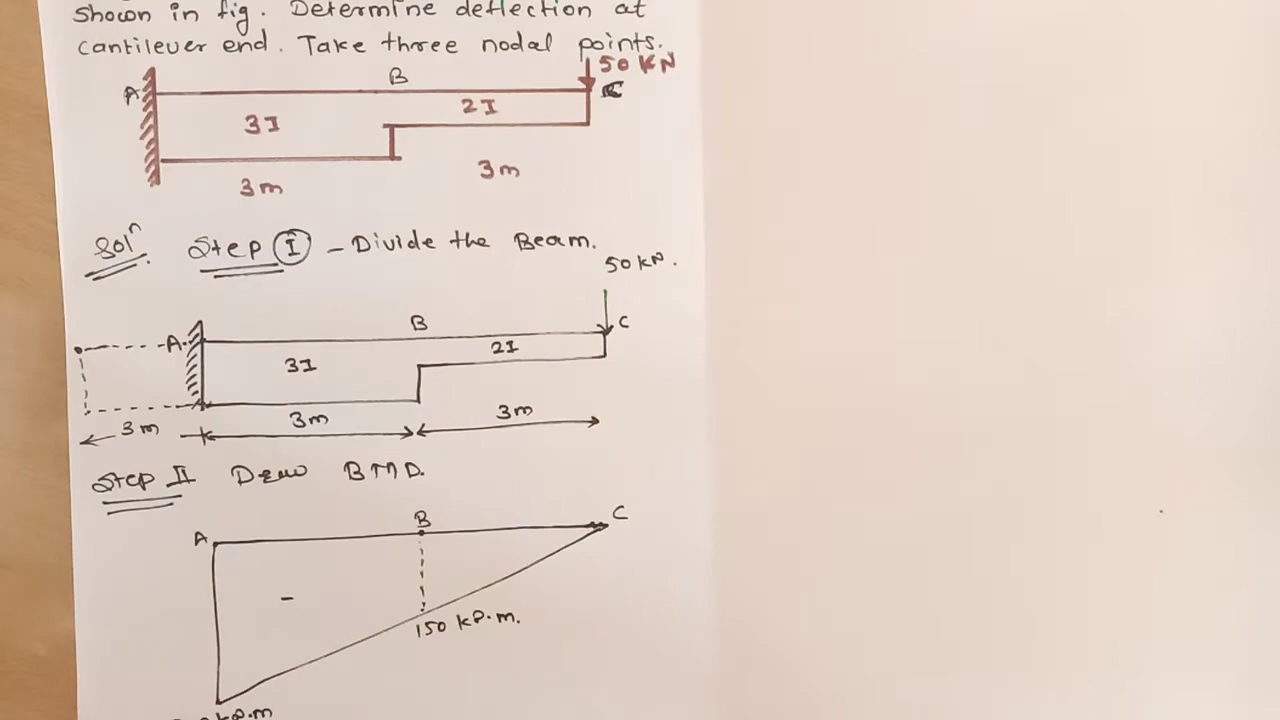 Shown in fig. Determine deflection at
cantilever end. Take three nodal points.
50 KN
A B C
3I 2I
3m 3m
Solⁿ. Step I - Divide the Beam.
50 kN.
A B C
3I 2I
3m 3m 3m
Step II Draw BMD.
A B C
-
150 kN.m.
kN.m